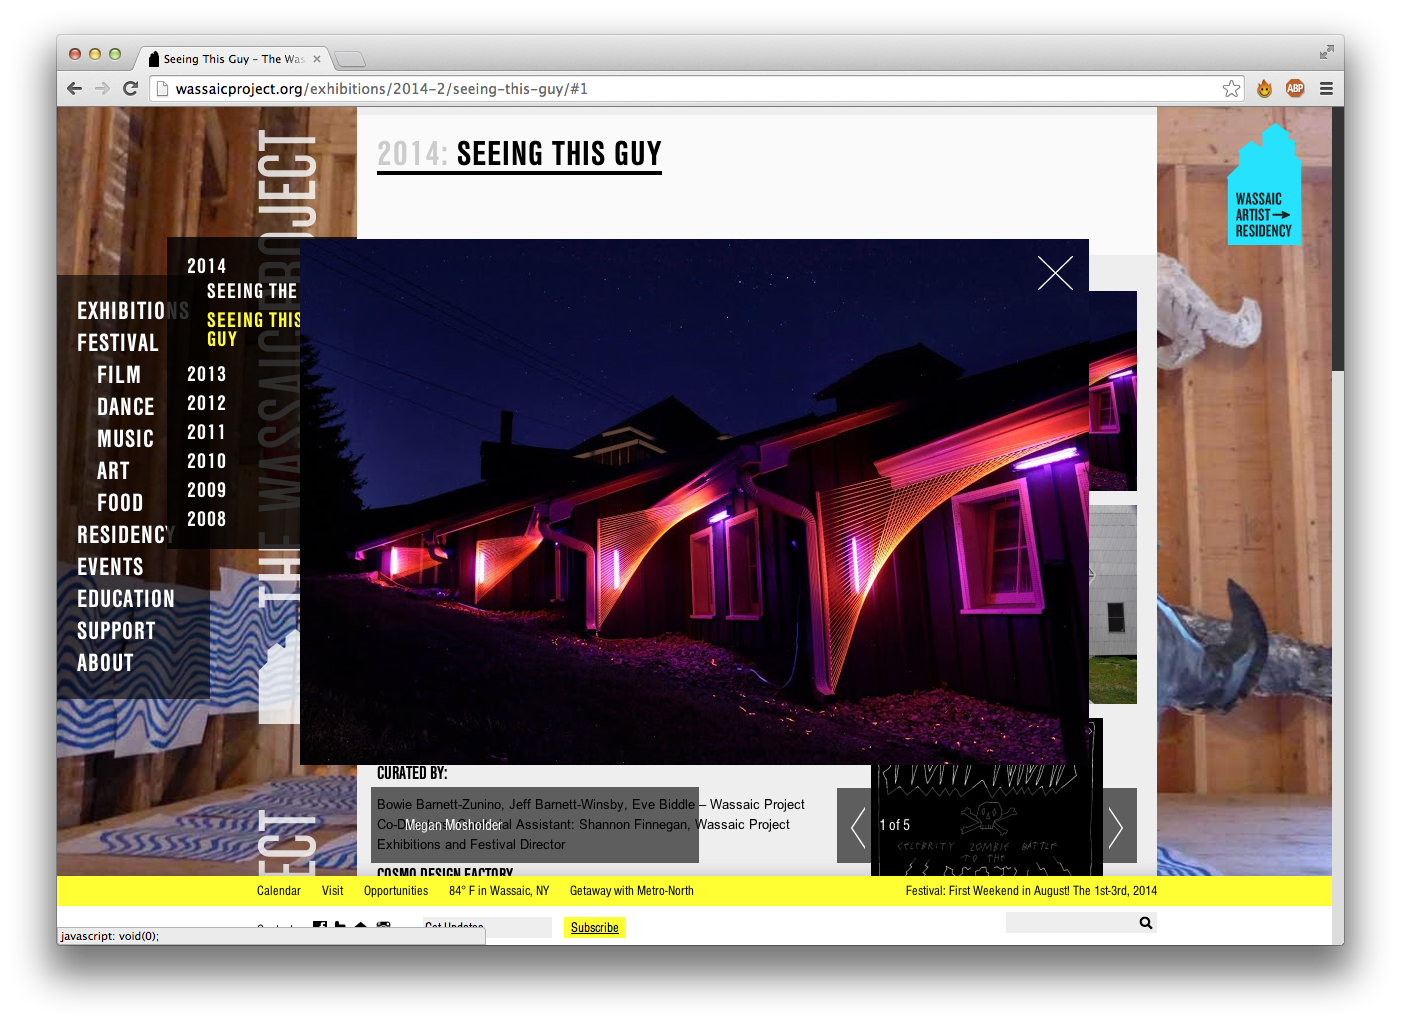 Seeing This Guy – The Was
wassaicproject.org/exhibitions/2014-2/seeing-this-guy/#1
ABP
2014: SEEING THIS GUY
THE WASSAIC PROJECT
WASSAIC
ARTIST
RESIDENCY
2014
SEEING THE
SEEING THIS
GUY
2013
2012
2011
2010
2009
2008
EXHIBITIONS
FESTIVAL
FILM
DANCE
MUSIC
ART
FOOD
RESIDENCY
EVENTS
EDUCATION
SUPPORT
ABOUT
ECT
CURATED BY:
Bowie Barnett-Zunino, Jeff Barnett-Winsby, Eve Biddle – Wassaic Project
Assistant: Shannon Finnegan, Wassaic Project
Exhibitions and Festival Director
Megan Mosholder
COSMO DESIGN FACTORY
1 of 5
CELEBRITY ZOMBIE BATTLE
TO THE
Calendar Visit Opportunities 84° F in Wassaic, NY Getaway with Metro-North Festival: First Weekend in August! The 1st-3rd, 2014
Get Updates Subscribe
javascript: void(0);